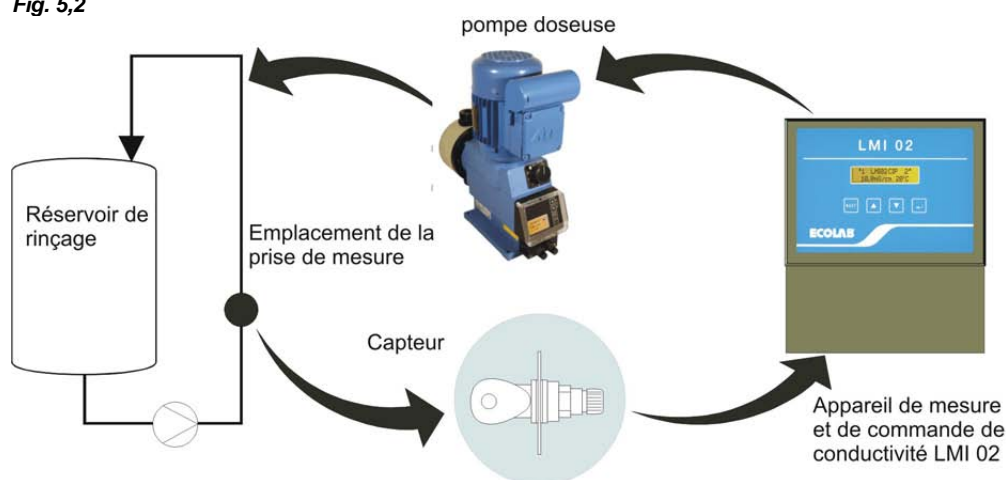 Fig. 5,2
pompe doseuse
LMI 02
ECOLAB
Réservoir de
rinçage
Emplacement de la
prise de mesure
Capteur
Appareil de mesure
et de commande de
conductivité LMI 02